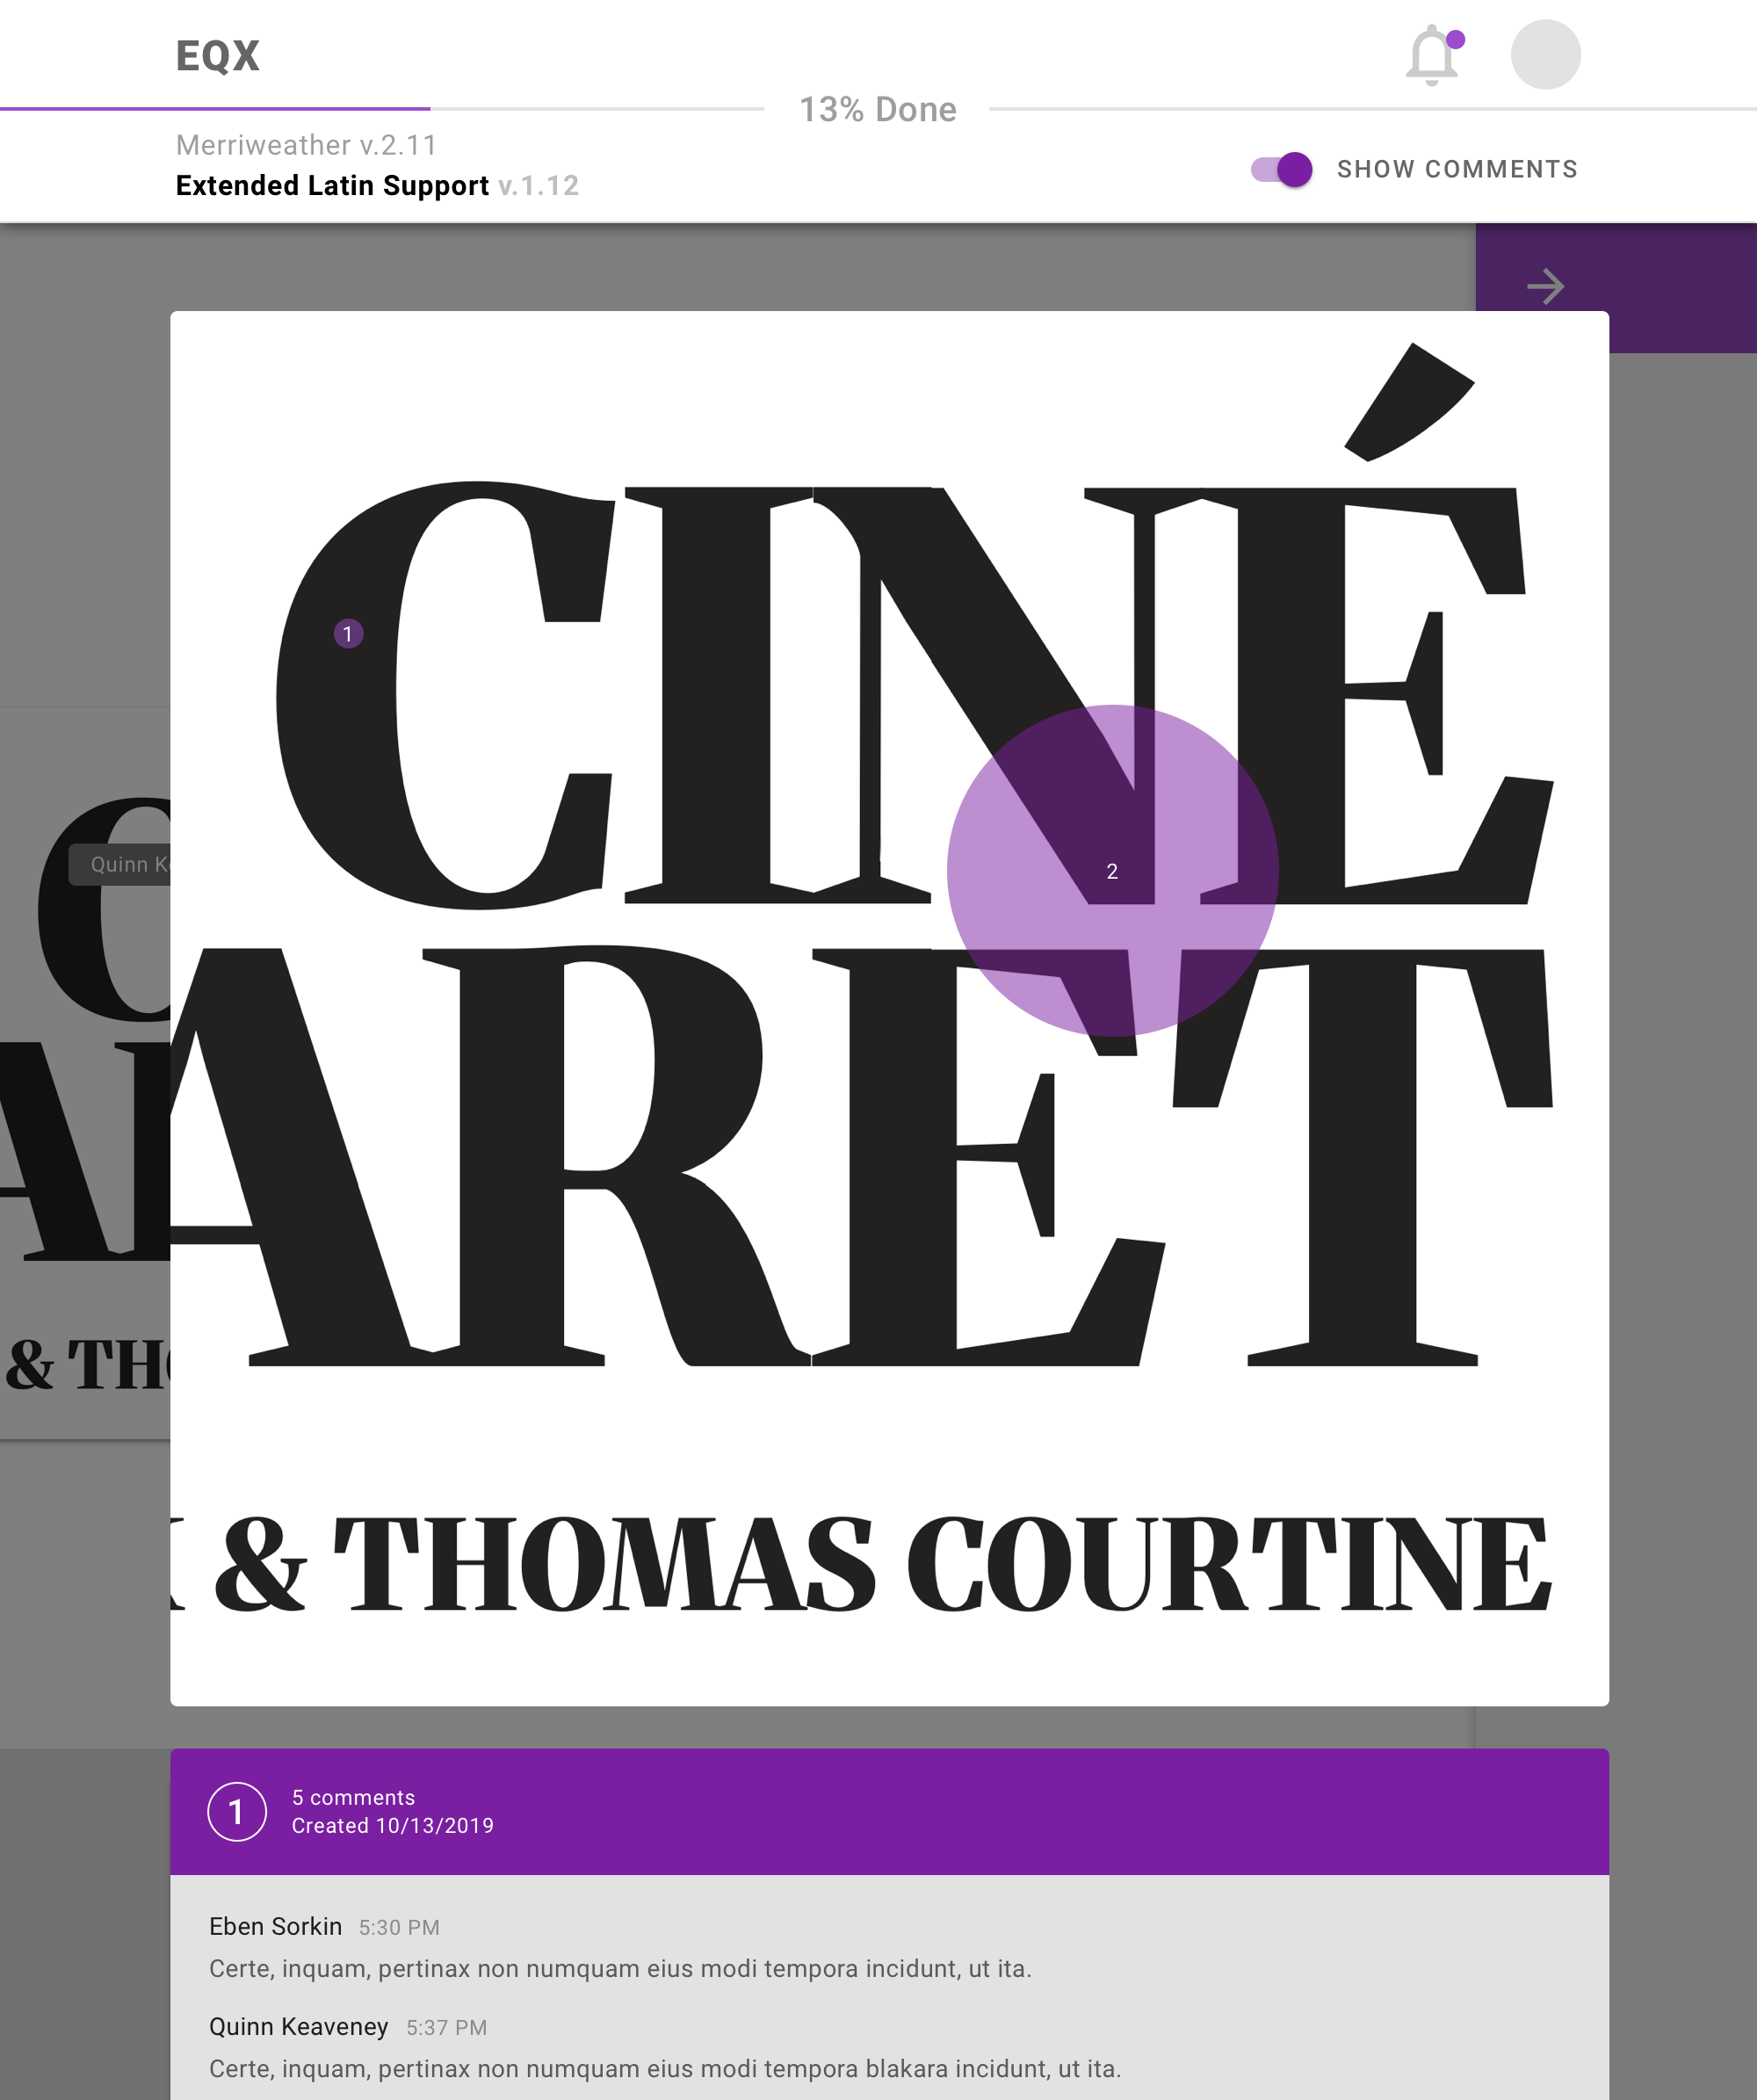 EQX
13% Done
Merriweather v.2.11
Extended Latin Support v.1.12
SHOW COMMENTS
CINÉ
1
2
Quinn
ARET
& THOMAS COURTINE
& TH
1
5 comments
Created 10/13/2019
Eben Sorkin 5:30 PM
Certe, inquam, pertinax non numquam eius modi tempora incidunt, ut ita.
Quinn Keaveney 5:37 PM
Certe, inquam, pertinax non numquam eius modi tempora blakara incidunt, ut ita.